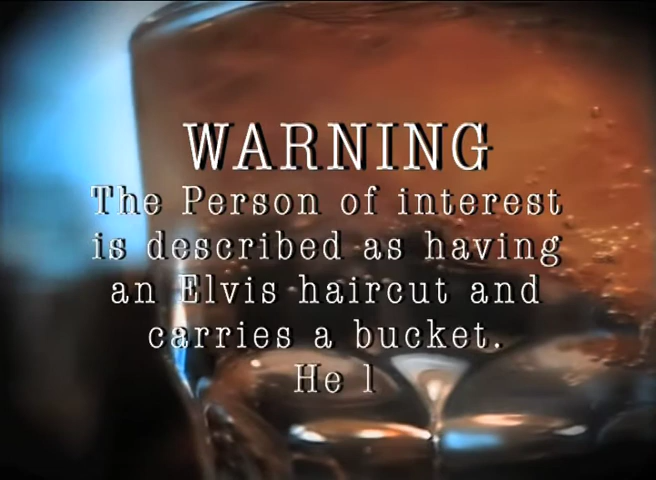 WARNING
The Person of interest
is described as having
an Elvis haircut and
carries a bucket.
He l